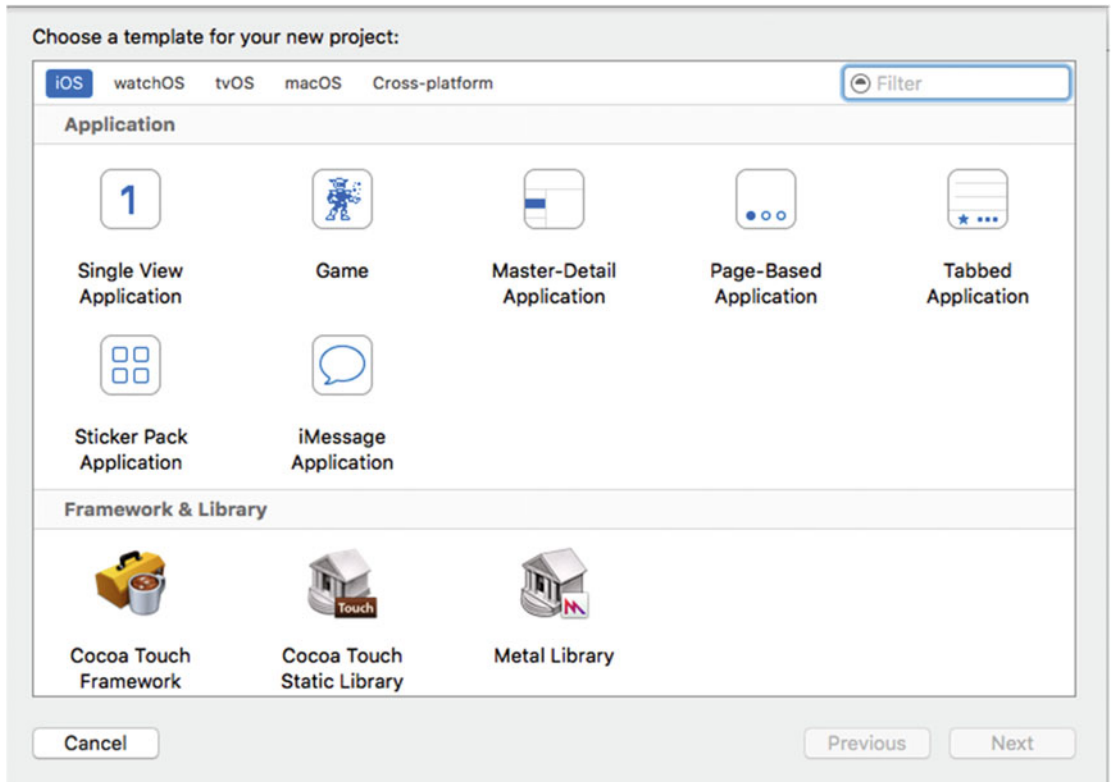 Choose a template for your new project:
iOS watchOS tvOS macOS Cross-platform Filter
Application
1
Single View Game Master-Detail Page-Based Tabbed
Application Application Application Application
Sticker Pack iMessage
Application Application
Framework & Library
Touch
Cocoa Touch Cocoa Touch Metal Library
Framework Static Library
Cancel Previous Next